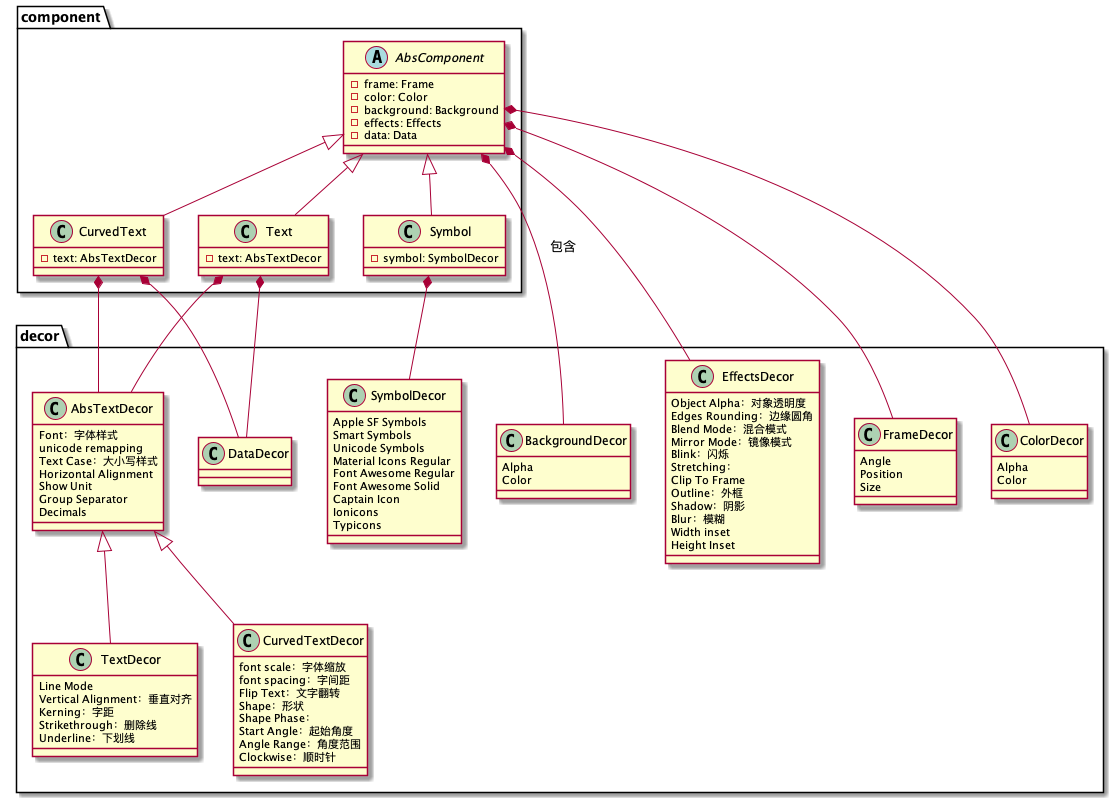 component
A AbsComponent
frame: Frame
color: Color
background: Background
effects: Effects
data: Data
C CurvedText
text: AbsTextDecor
C Text
text: AbsTextDecor
C Symbol
symbol: SymbolDecor
包含
decor
C AbsTextDecor
Font：字体样式
unicode remapping
Text Case：大小写样式
Horizontal Alignment
Show Unit
Group Separator
Decimals
C DataDecor
C SymbolDecor
Apple SF Symbols
Smart Symbols
Unicode Symbols
Material Icons Regular
Font Awesome Regular
Font Awesome Solid
Captain Icon
Ionicons
Typicons
C BackgroundDecor
Alpha
Color
C EffectsDecor
Object Alpha：对象透明度
Edges Rounding：边缘圆角
Blend Mode：混合模式
Mirror Mode：镜像模式
Blink：闪烁
Stretching：
Clip To Frame
Outline：外框
Shadow：阴影
Blur：模糊
Width inset
Height Inset
C FrameDecor
Angle
Position
Size
C ColorDecor
Alpha
Color
C TextDecor
Line Mode
Vertical Alignment：垂直对齐
Kerning：字距
Strikethrough：删除线
Underline：下划线
C CurvedTextDecor
font scale：字体缩放
font spacing：字间距
Flip Text：文字翻转
Shape：形状
Shape Phase：
Start Angle：起始角度
Angle Range：角度范围
Clockwise：顺时针